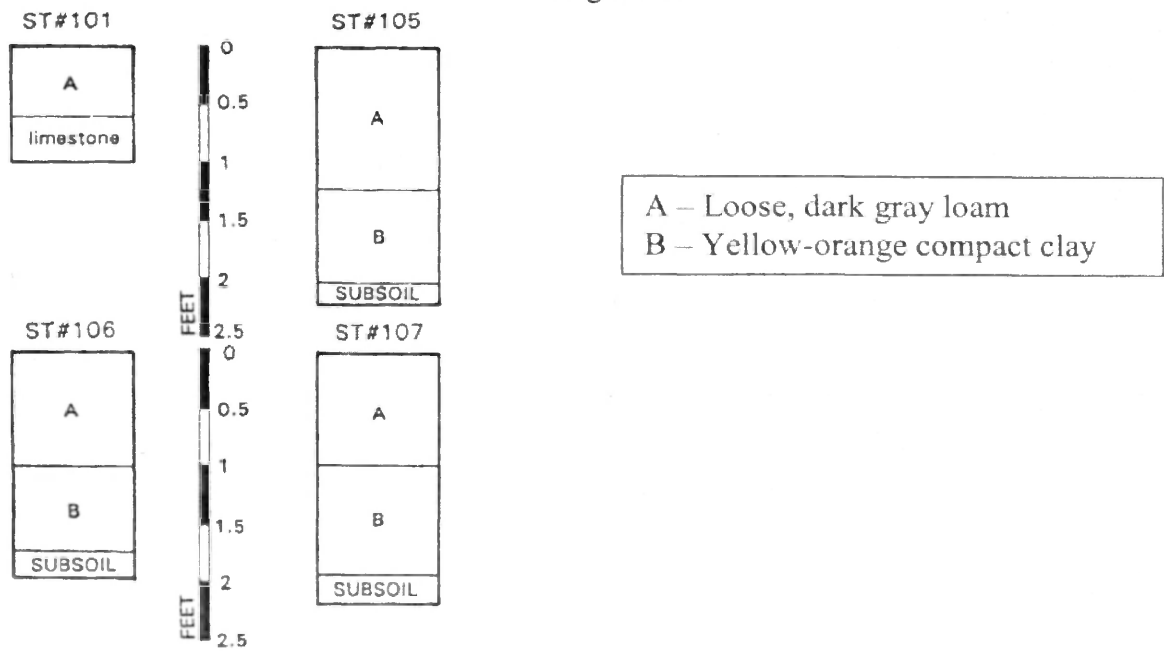 ST#101
A
limestone
0
0.5
1
1.5
2
2.5
FEET
ST#105
A
B
SUBSOIL
A – Loose, dark gray loam
B – Yellow-orange compact clay
ST#106
A
B
SUBSOIL
0
0.5
1
1.5
2
2.5
FEET
ST#107
A
B
SUBSOIL